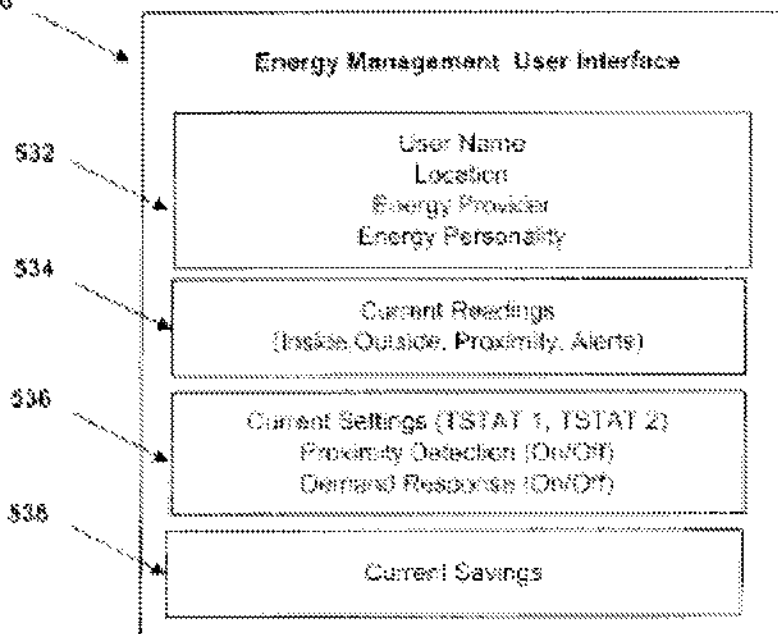 Energy Management User Interface
532
User Name
Location
Energy Provider
Energy Personality
534
Current Readings
(Inside, Outside, Proximity, Alerts)
536
Current Settings (TSTAT 1, TSTAT 2)
Proximity Detection (On/Off)
Demand Response (On/Off)
538
Current Savings